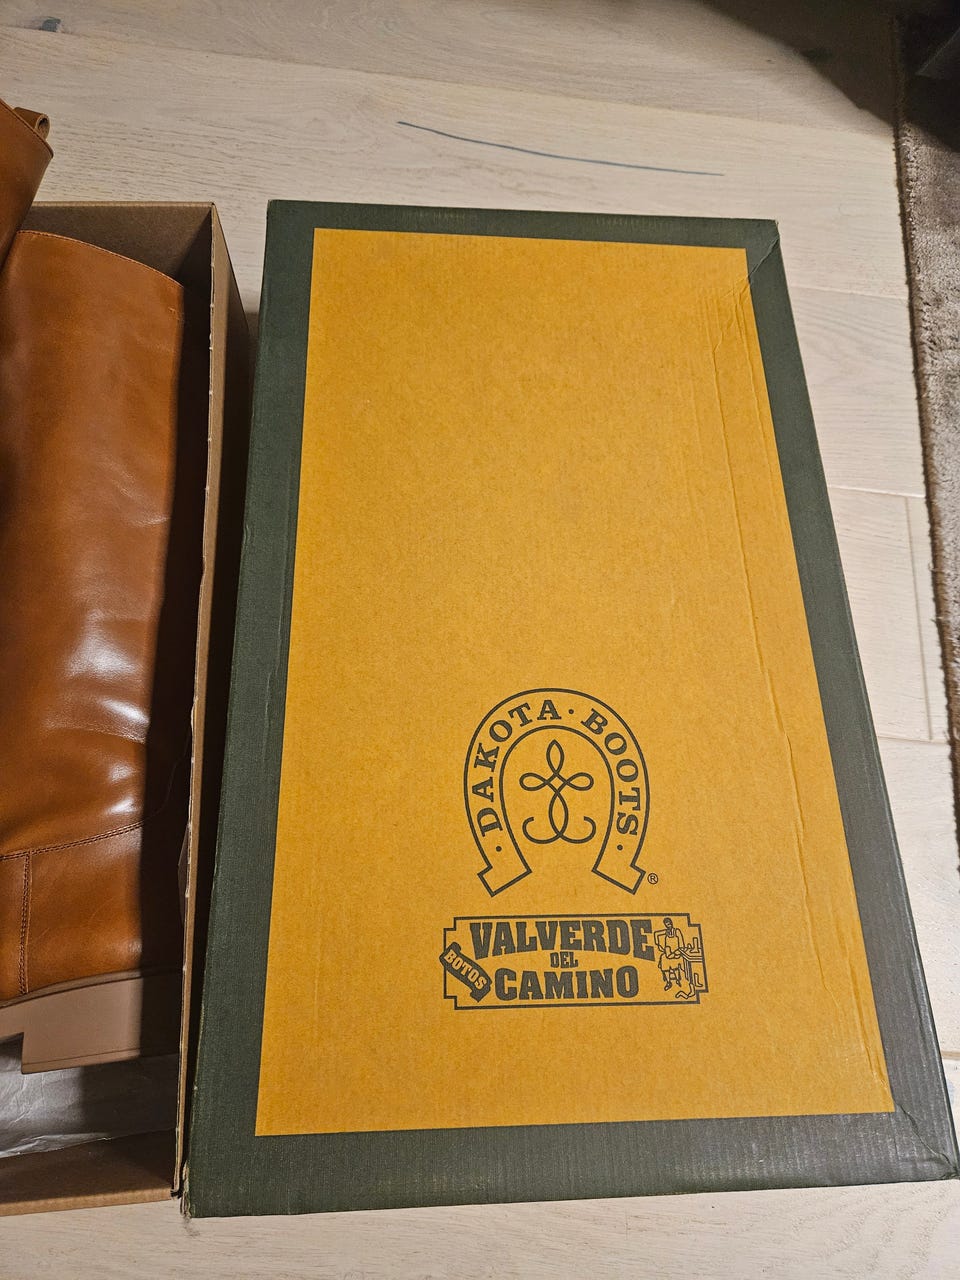 · DAKOTA · BOOTS ·
®
VALVERDE
DEL
BOTOS
CAMINO